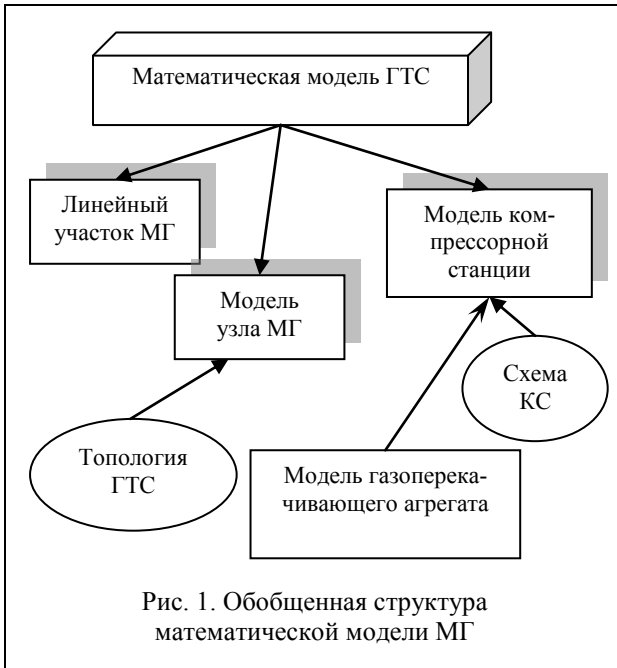 Математическая модель ГТС
Линейный
участок МГ
Модель ком-
прессорной
станции
Модель
узла МГ
Схема
КС
Топология
ГТС
Модель газоперека-
чивающего агрегата
Рис. 1. Обобщенная структура
математической модели МГ